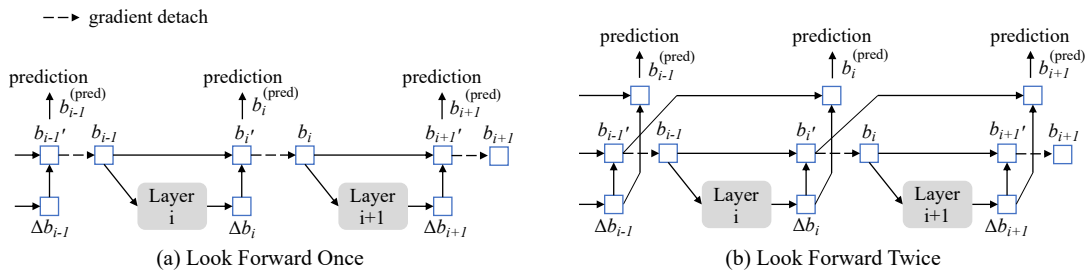 gradient detach
prediction
b_{i-1}^{(pred)}
prediction
b_i^{(pred)}
prediction
b_{i+1}^{(pred)}
b_{i-1}'
b_{i-1}
b_i'
b_i
b_{i+1}'
b_{i+1}
Layer
i
Layer
i+1
Δb_{i-1}
Δb_i
Δb_{i+1}
(a) Look Forward Once
prediction
b_{i-1}^{(pred)}
prediction
b_i^{(pred)}
prediction
b_{i+1}^{(pred)}
b_{i-1}'
b_{i-1}
b_i'
b_i
b_{i+1}'
b_{i+1}
Layer
i
Layer
i+1
Δb_{i-1}
Δb_i
Δb_{i+1}
(b) Look Forward Twice